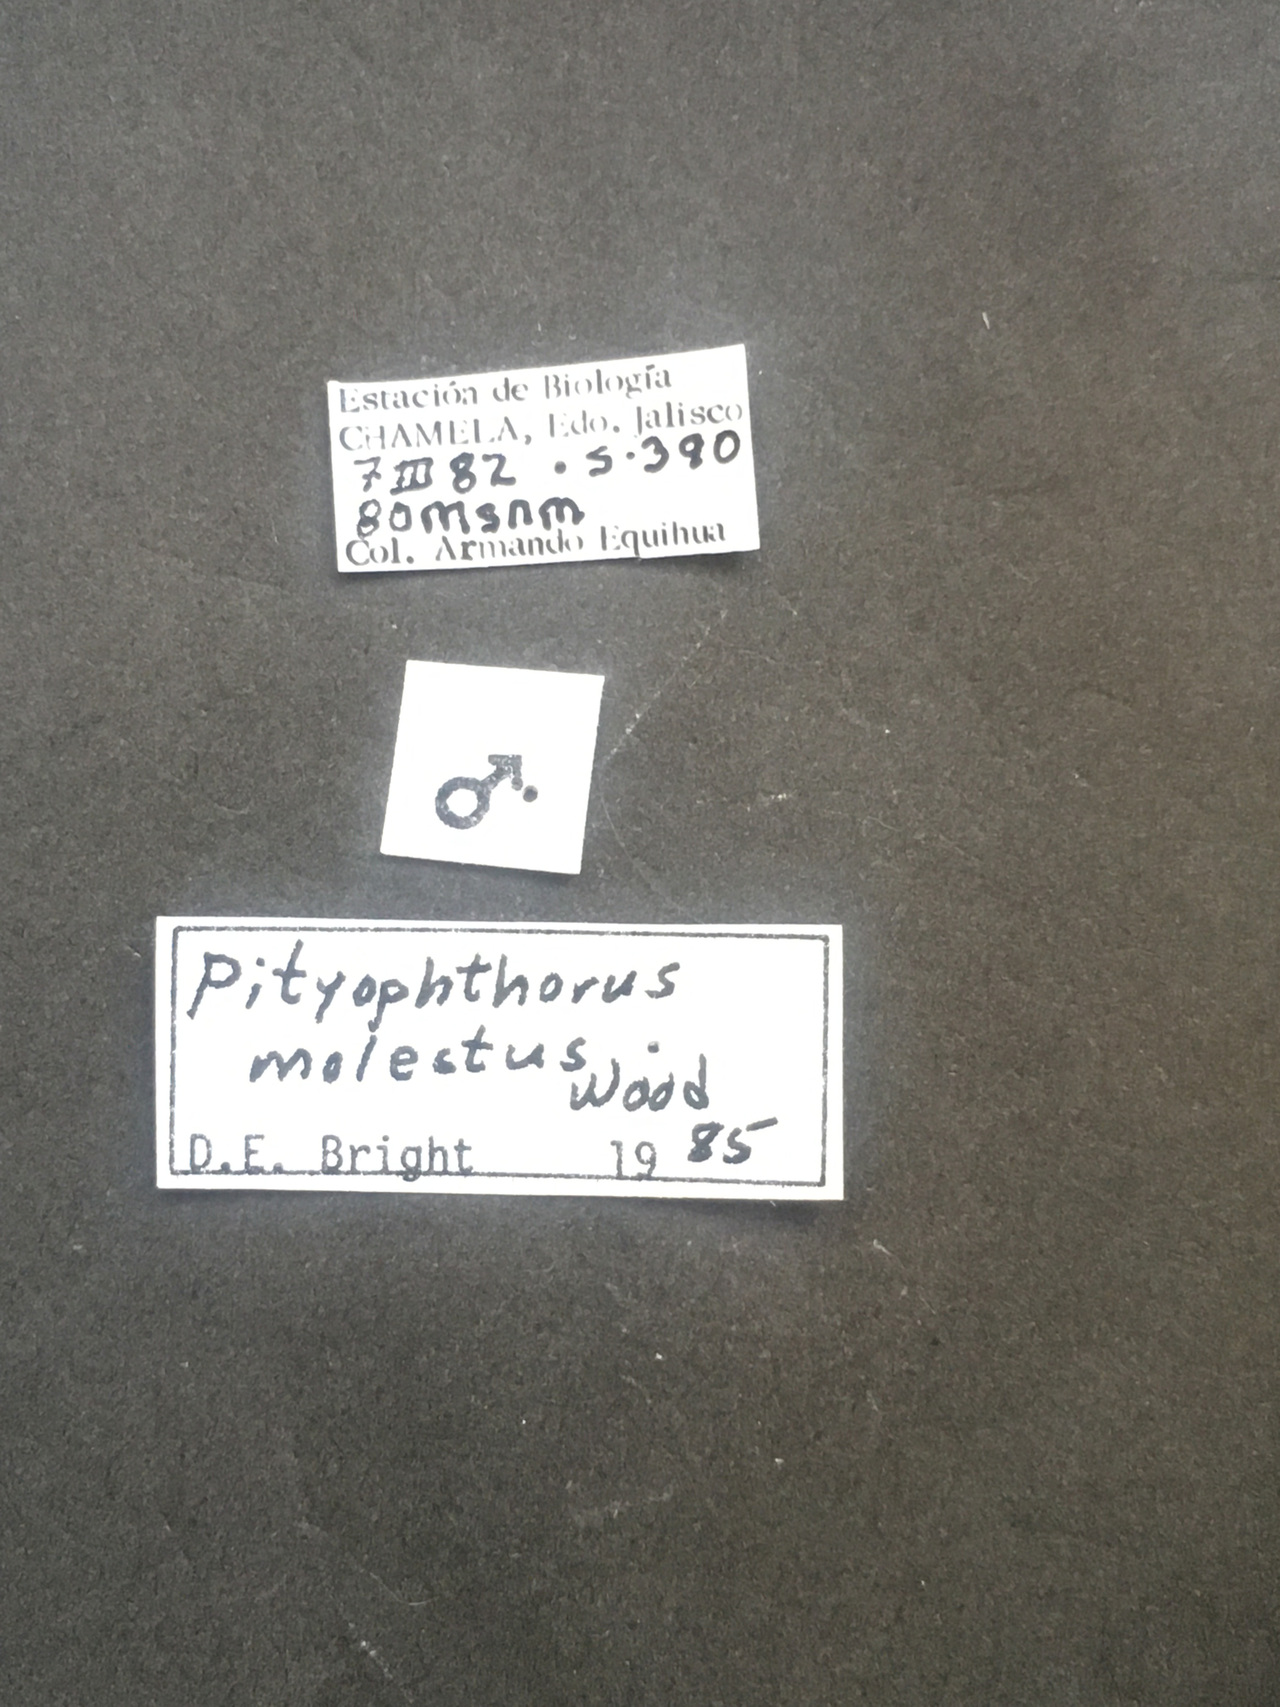 Estación de Biología
CHAMELA, Edo. Jalisco
7 III 82 . S.390
80msnm
Col. Armando Equihua
♂
Pityophthorus
molestus
Wood
D.E. Bright 1985